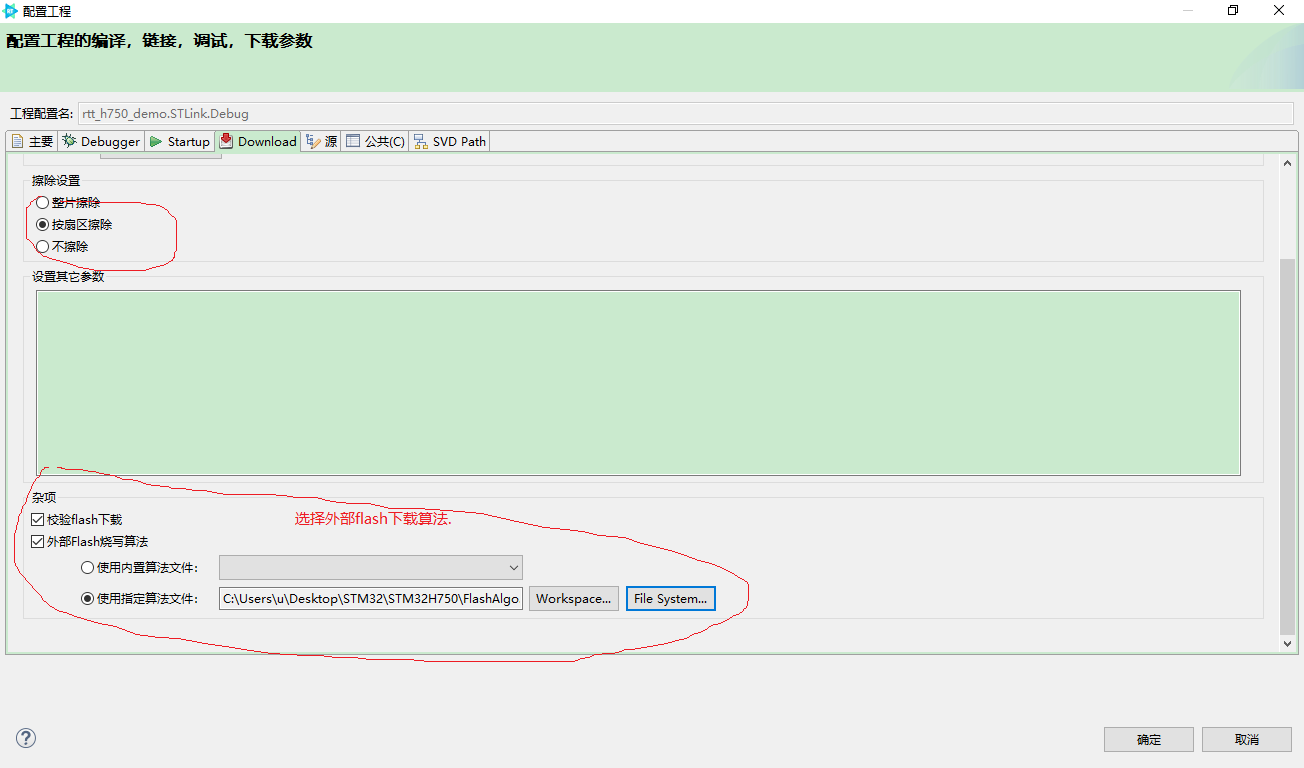 配置工程
配置工程的编译，链接，调试，下载参数
工程配置名: rtt_h750_demo.STLink.Debug
主要 Debugger Startup Download 源 公共(C) SVD Path
擦除设置
整片擦除
按扇区擦除
不擦除
设置其它参数
杂项
校验flash下载
选择外部flash下载算法.
外部Flash烧写算法
使用内置算法文件：
使用指定算法文件： C:\Users\u\Desktop\STM32\STM32H750\FlashAlgo Workspace... File System...
?
确定 取消